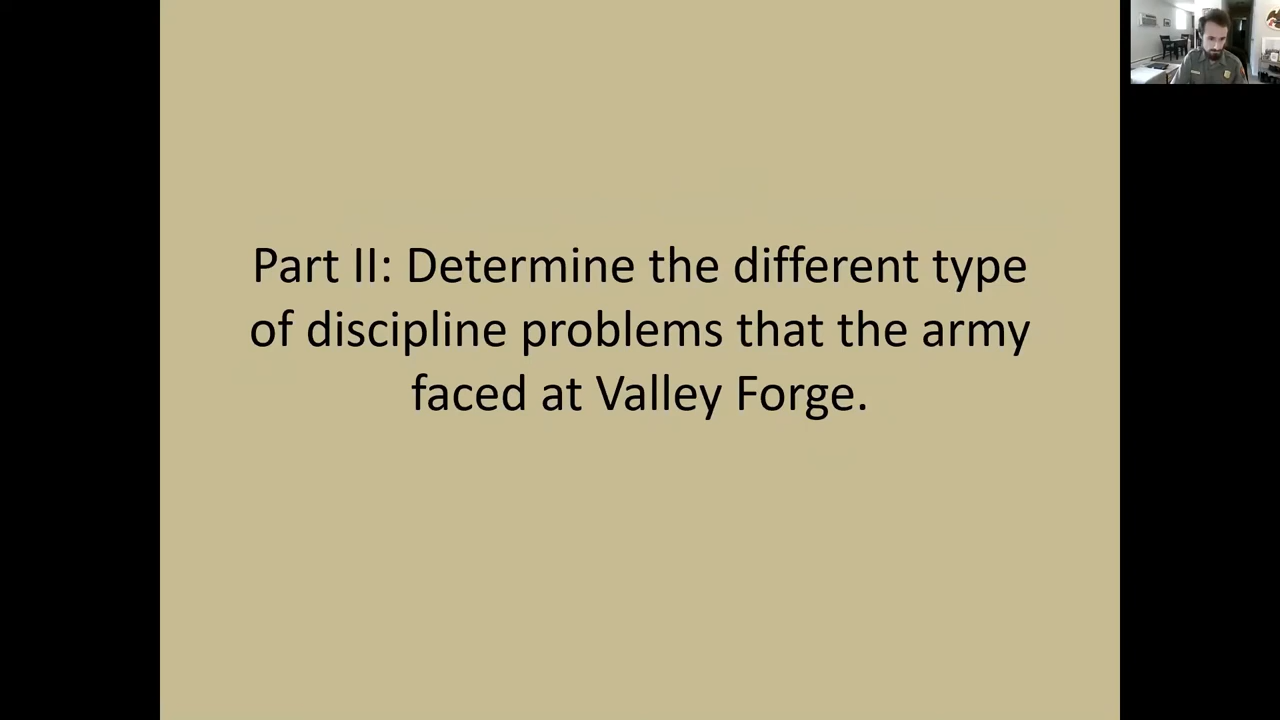 Part II: Determine the different type
of discipline problems that the army
faced at Valley Forge.